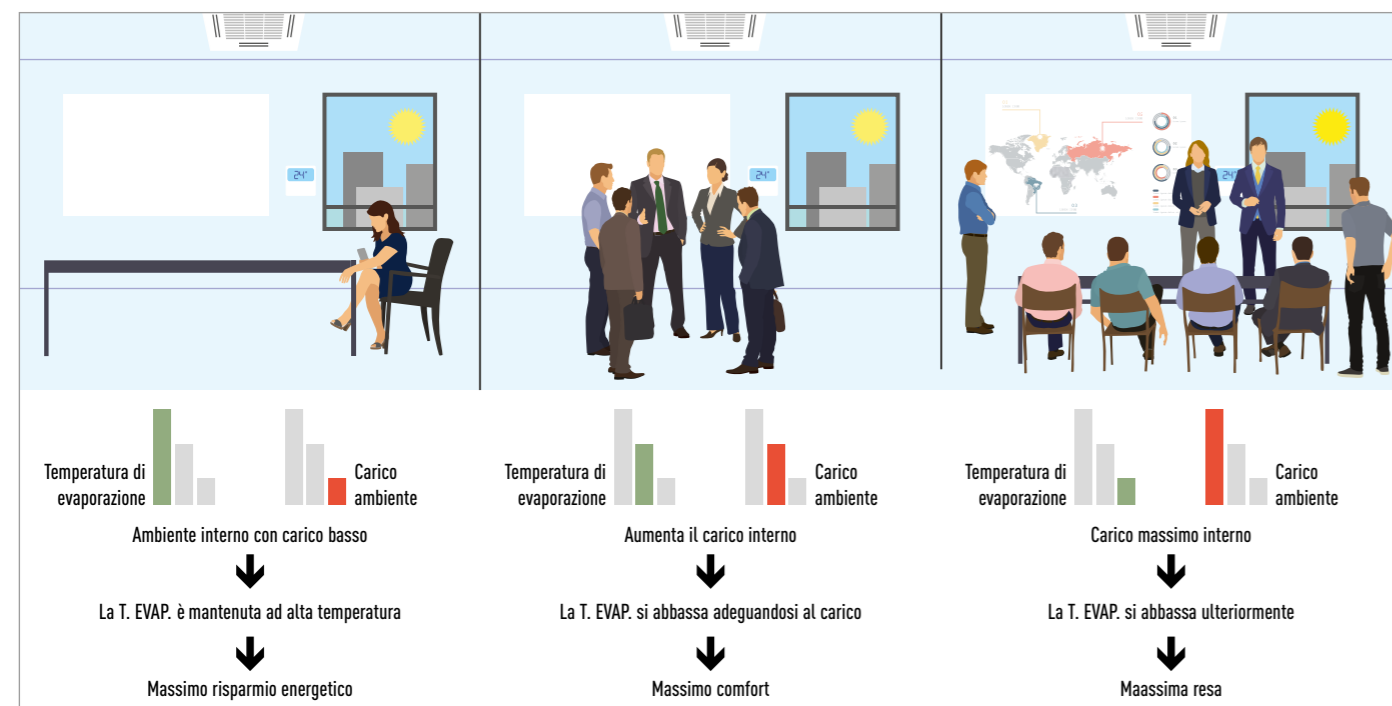 24°
24°
24°
Temperatura di
evaporazione
Carico
ambiente
Temperatura di
evaporazione
Carico
ambiente
Temperatura di
evaporazione
Carico
ambiente
Ambiente interno con carico basso
La T. EVAP. è mantenuta ad alta temperatura
Massimo risparmio energetico
Aumenta il carico interno
La T. EVAP. si abbassa adeguandosi al carico
Massimo comfort
Carico massimo interno
La T. EVAP. si abbassa ulteriormente
Maassima resa